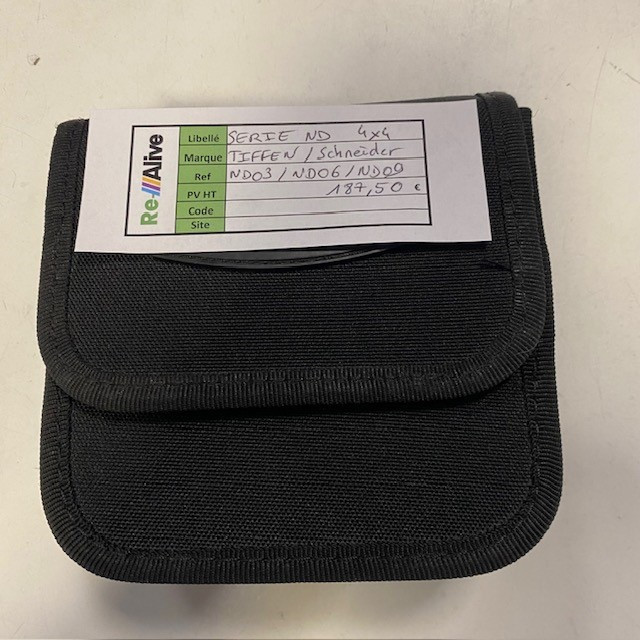 Re-///Alive
Libellé SERIE ND 4x4
Marque TIFFEN / Schneider
Ref ND03 / ND06 / ND09
PV HT 187,50 €
Code
Site